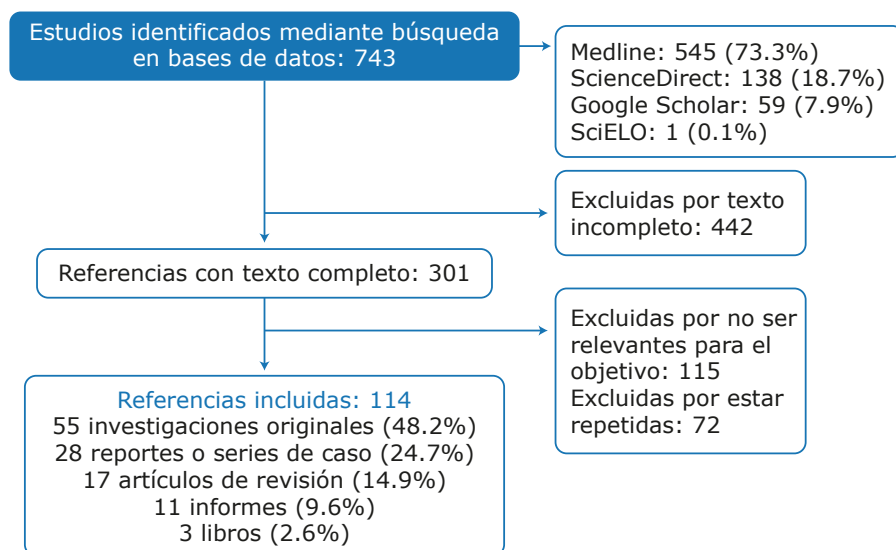 Estudios identificados mediante búsqueda
en bases de datos: 743
Medline: 545 (73.3%)
ScienceDirect: 138 (18.7%)
Google Scholar: 59 (7.9%)
SciELO: 1 (0.1%)
Excluidas por texto
incompleto: 442
Referencias con texto completo: 301
Excluidas por no ser
relevantes para el
objetivo: 115
Excluidas por estar
repetidas: 72
Referencias incluidas: 114
55 investigaciones originales (48.2%)
28 reportes o series de caso (24.7%)
17 artículos de revisión (14.9%)
11 informes (9.6%)
3 libros (2.6%)